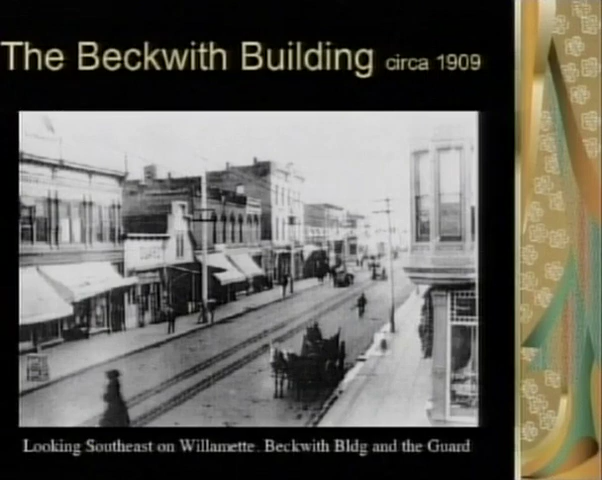 The Beckwith Building circa 1909
Looking Southeast on Willamette. Beckwith Bldg and the Guard